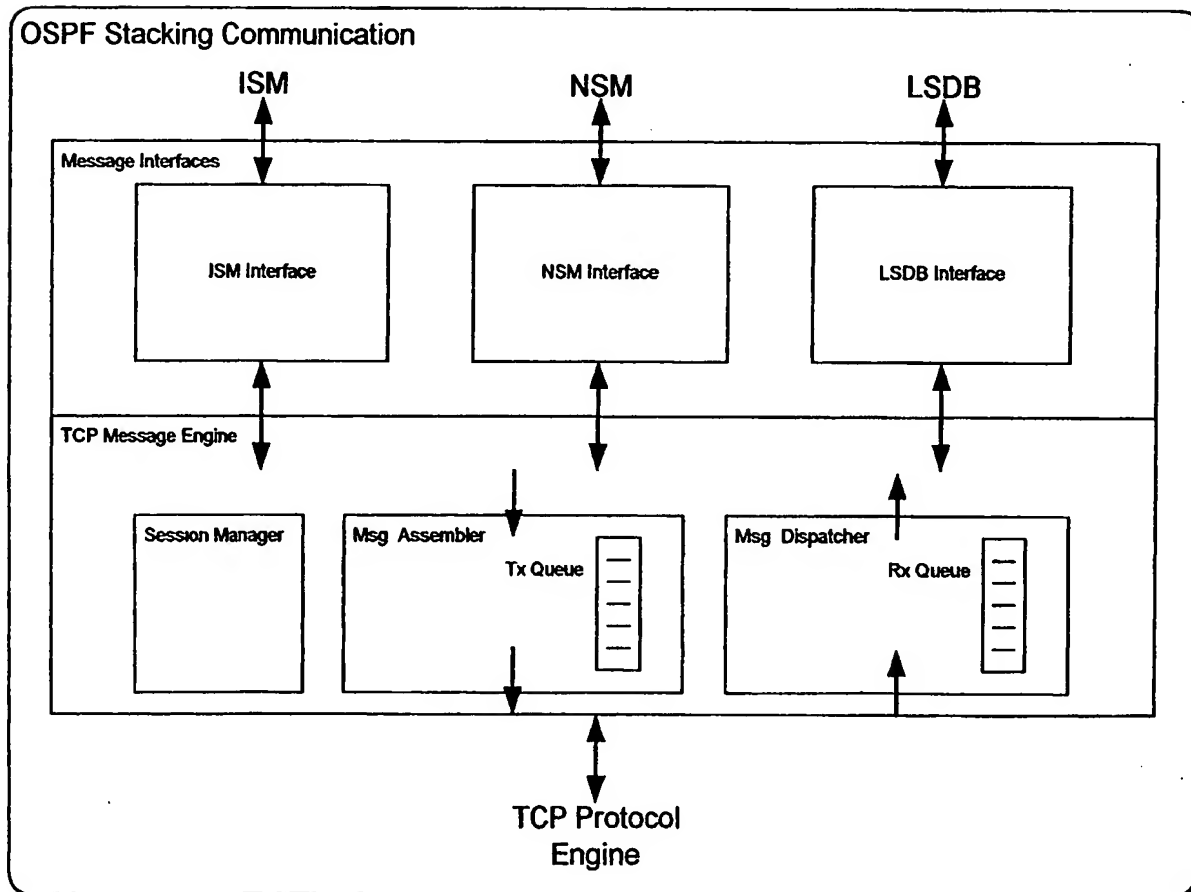 OSPF Stacking Communication
ISM
NSM
LSDB
Message Interfaces
ISM Interface
NSM Interface
LSDB Interface
TCP Message Engine
Session Manager
Msg Assembler
Tx Queue
Msg Dispatcher
Rx Queue
TCP Protocol
Engine